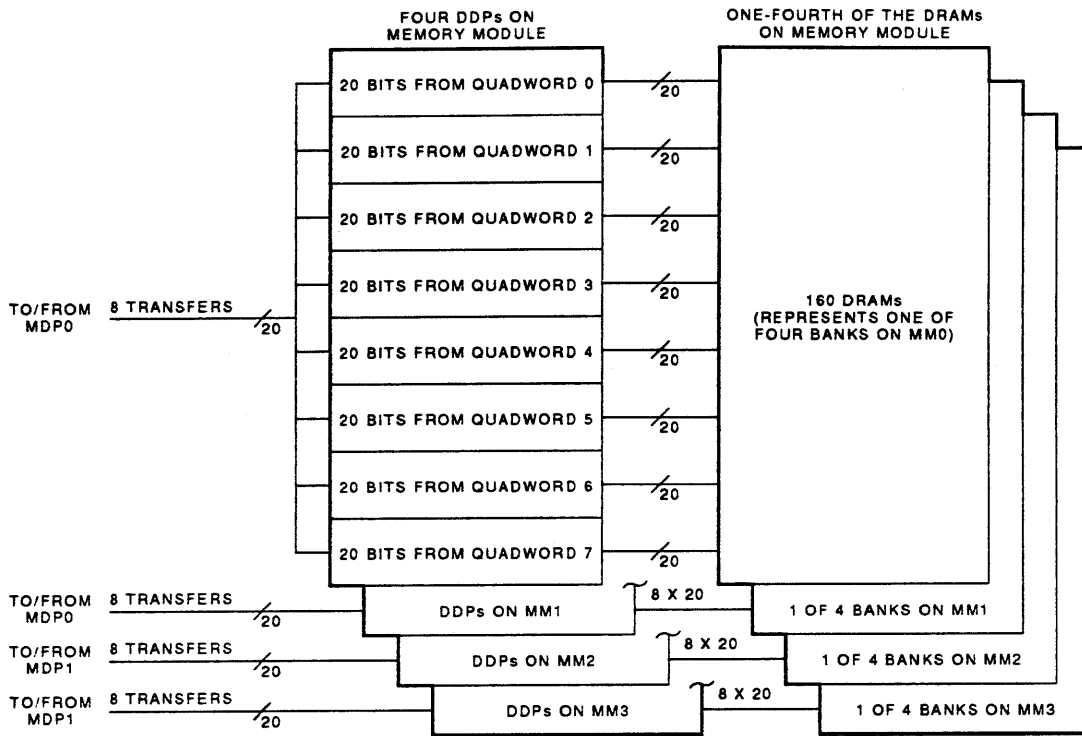 FOUR DDPs ON
MEMORY MODULE
ONE-FOURTH OF THE DRAMs
ON MEMORY MODULE
20 BITS FROM QUADWORD 0
20
20 BITS FROM QUADWORD 1
20
20 BITS FROM QUADWORD 2
20
20 BITS FROM QUADWORD 3
20
TO/FROM
MDP0
8 TRANSFERS
20
160 DRAMs
(REPRESENTS ONE OF
FOUR BANKS ON MM0)
20 BITS FROM QUADWORD 4
20
20 BITS FROM QUADWORD 5
20
20 BITS FROM QUADWORD 6
20
20 BITS FROM QUADWORD 7
20
TO/FROM
MDP0
8 TRANSFERS
20
DDPs ON MM1
8 X 20
1 OF 4 BANKS ON MM1
TO/FROM
MDP1
8 TRANSFERS
20
DDPs ON MM2
8 X 20
1 OF 4 BANKS ON MM2
TO/FROM
MDP1
8 TRANSFERS
20
DDPs ON MM3
8 X 20
1 OF 4 BANKS ON MM3